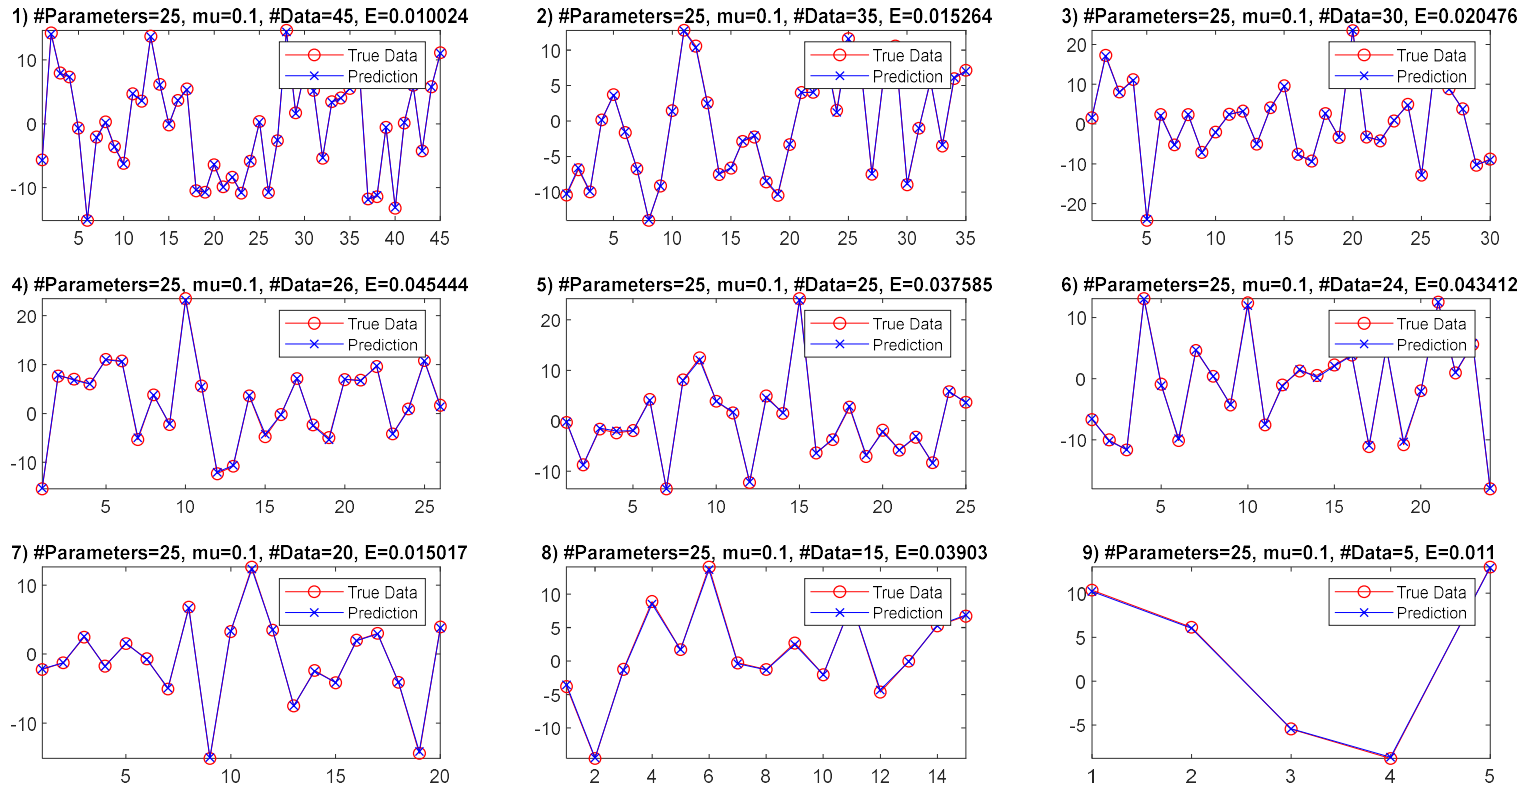 1) #Parameters=25, mu=0.1, #Data=45, E=0.010024
True Data
Prediction
10
0
-10
5 10 15 20 25 30 35 40 45
2) #Parameters=25, mu=0.1, #Data=35, E=0.015264
True Data
Prediction
10
5
0
-5
-10
5 10 15 20 25 30 35
3) #Parameters=25, mu=0.1, #Data=30, E=0.020476
True Data
Prediction
20
10
0
-10
-20
5 10 15 20 25 30
4) #Parameters=25, mu=0.1, #Data=26, E=0.045444
True Data
Prediction
20
10
0
-10
5 10 15 20 25
5) #Parameters=25, mu=0.1, #Data=25, E=0.037585
True Data
Prediction
20
10
0
-10
5 10 15 20 25
6) #Parameters=25, mu=0.1, #Data=24, E=0.043412
True Data
Prediction
10
0
-10
5 10 15 20
7) #Parameters=25, mu=0.1, #Data=20, E=0.015017
True Data
Prediction
10
0
-10
5 10 15 20
8) #Parameters=25, mu=0.1, #Data=15, E=0.03903
True Data
Prediction
10
5
0
-5
-10
2 4 6 8 10 12 14
9) #Parameters=25, mu=0.1, #Data=5, E=0.011
True Data
Prediction
10
5
0
-5
1 2 3 4 5